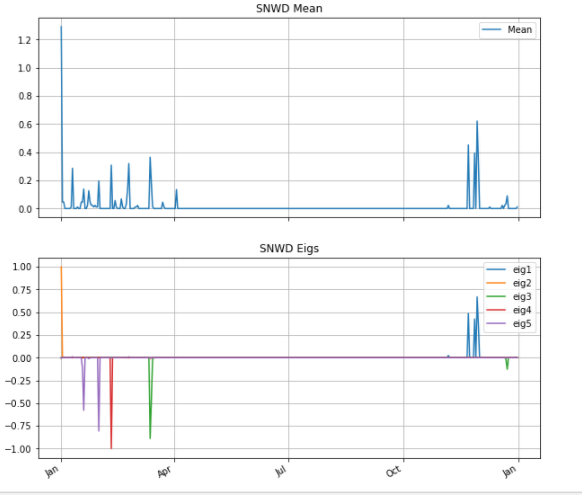 SNWD Mean
Mean
1.2
1.0
0.8
0.6
0.4
0.2
0.0
SNWD Eigs
eig1
eig2
eig3
eig4
eig5
1.00
0.75
0.50
0.25
0.00
−0.25
−0.50
−0.75
−1.00
Jan
Apr
Jul
Oct
Jan